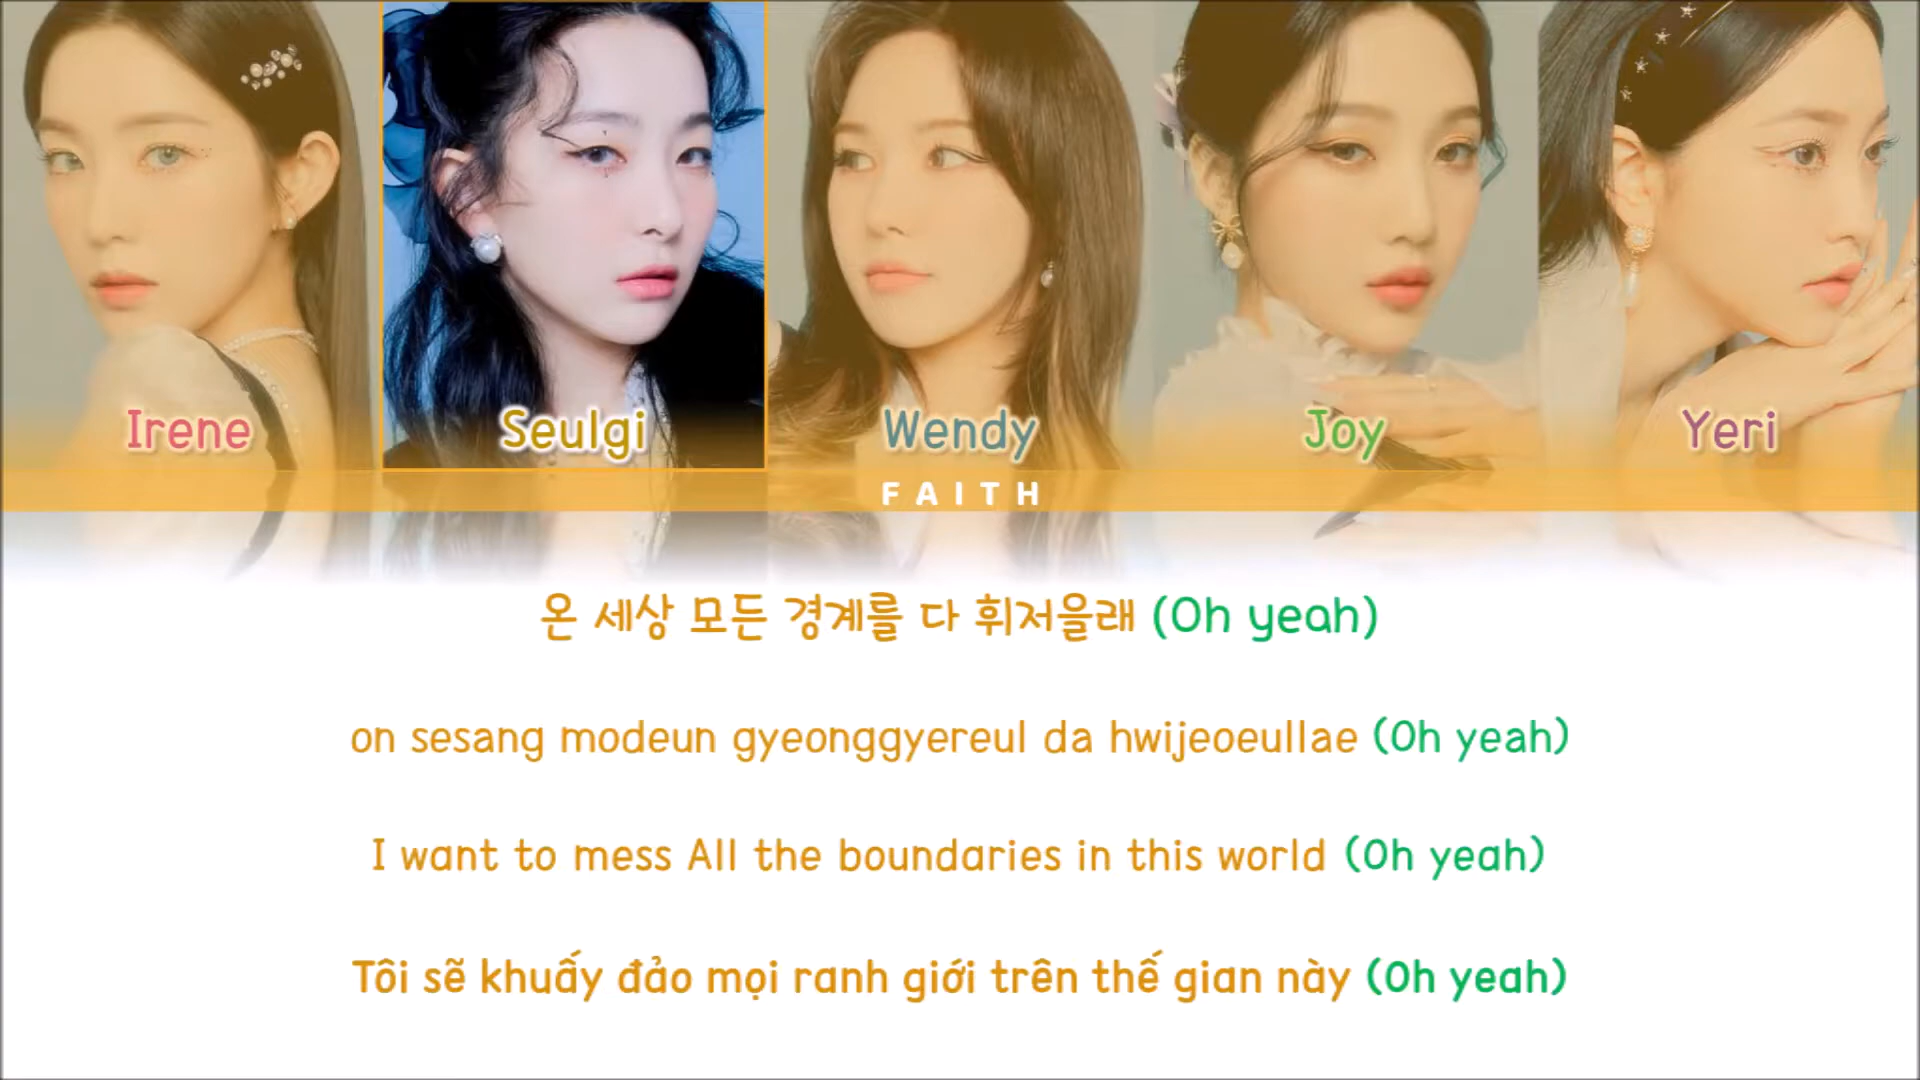 Irene
Seulgi
Wendy
Joy
Yeri
FAITH
온 세상 모든 경계를 다 휘저을래 (Oh yeah)
on sesang modeun gyeonggyereul da hwijeoeullae (Oh yeah)
I want to mess All the boundaries in this world (Oh yeah)
Tôi sẽ khuấy đảo mọi ranh giới trên thế gian này (Oh yeah)